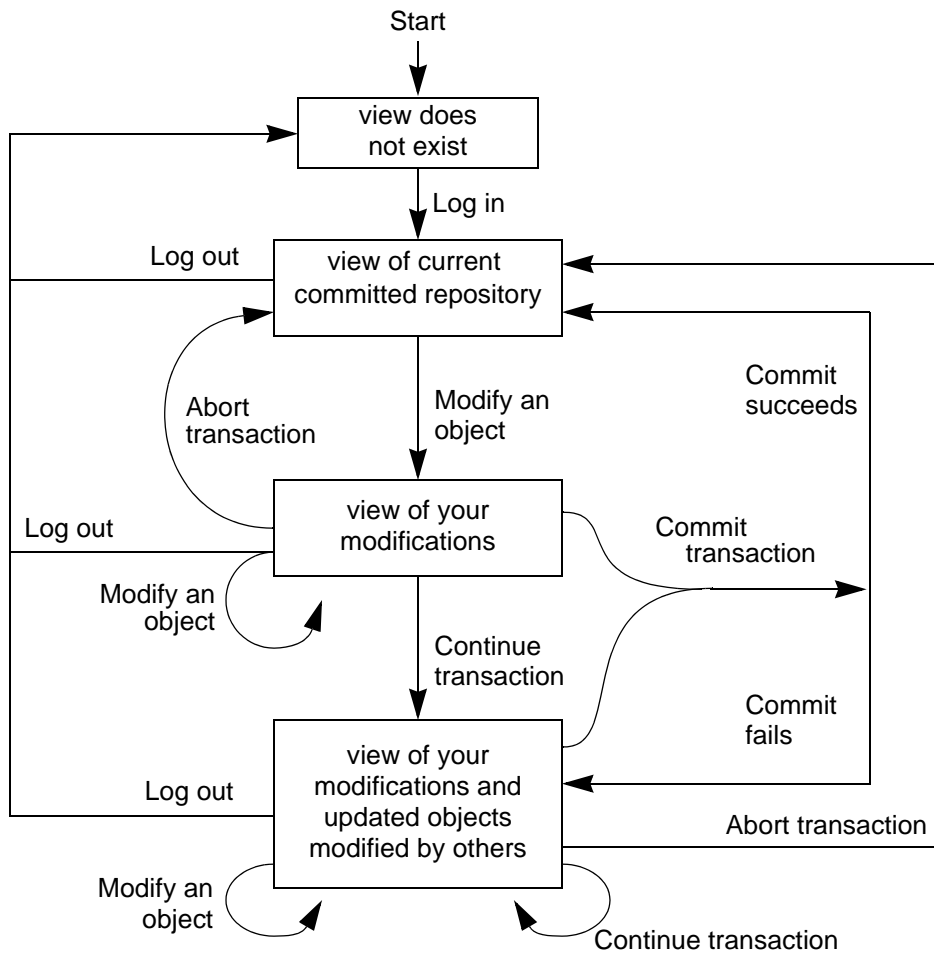 Start
view does
not exist
Log in
Log out
view of current
committed repository
Commit
succeeds
Abort
transaction
Modify an
object
Log out
view of your
modifications
Commit
transaction
Modify an
object
Continue
transaction
Commit
fails
Log out
view of your
modifications and
updated objects
modified by others
Abort transaction
Modify an
object
Continue transaction